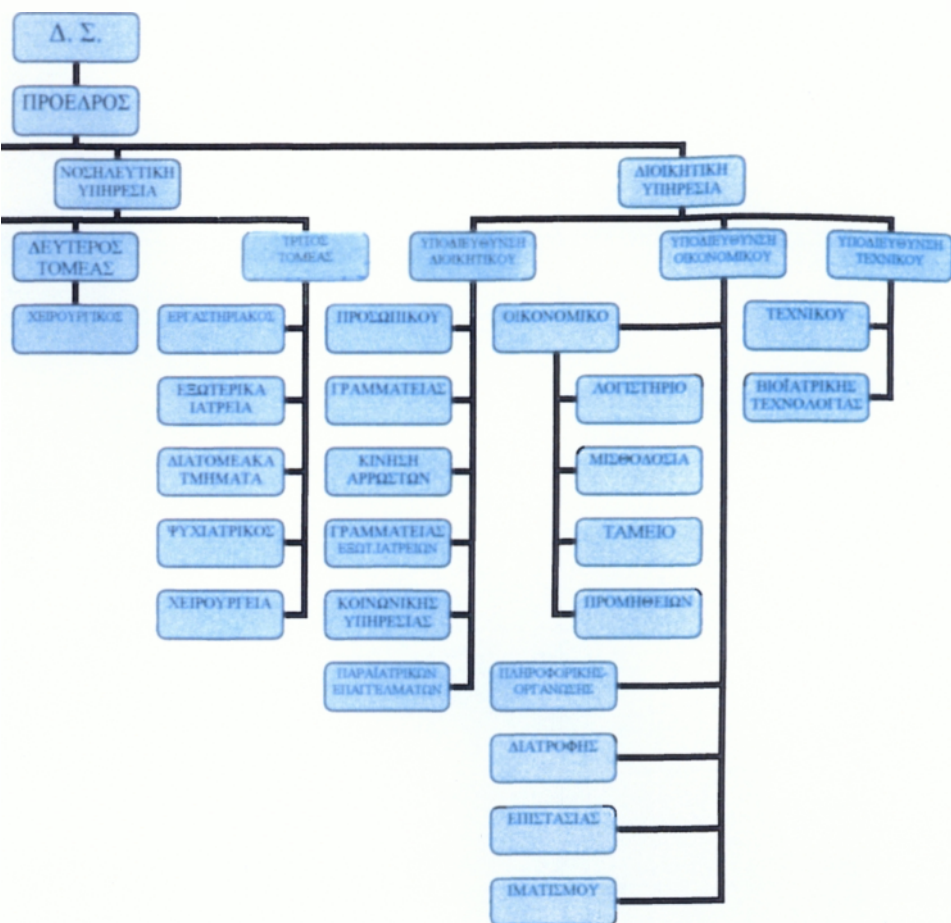 Δ. Σ.
ΠΡΟΕΔΡΟΣ
ΝΟΣΗΛΕΥΤΙΚΗ
ΥΠΗΡΕΣΙΑ
ΔΙΟΙΚΗΤΙΚΗ
ΥΠΗΡΕΣΙΑ
ΔΕΥΤΕΡΟΣ
ΤΟΜΕΑΣ
ΤΡΙΤΟΣ
ΤΟΜΕΑΣ
ΥΠΟΔΙΕΥΘΥΝΣΗ
ΔΙΟΙΚΗΤΙΚΟΥ
ΥΠΟΔΙΕΥΘΥΝΣΗ
ΟΙΚΟΝΟΜΙΚΟΥ
ΥΠΟΔΙΕΥΘΥΝΣΗ
ΤΕΧΝΙΚΟΥ
ΧΕΙΡΟΥΡΓΙΚΟΣ
ΕΡΓΑΣΤΗΡΙΑΚΟΣ
ΠΡΟΣΩΠΙΚΟΥ
ΟΙΚΟΝΟΜΙΚΟ
ΤΕΧΝΙΚΟΥ
ΕΞΩΤΕΡΙΚΑ
ΙΑΤΡΕΙΑ
ΓΡΑΜΜΑΤΕΙΑΣ
ΛΟΓΙΣΤΗΡΙΟ
ΒΙΟΪΑΤΡΙΚΗΣ
ΤΕΧΝΟΛΟΓΙΑΣ
ΔΙΑΤΟΜΕΑΚΑ
ΤΜΗΜΑΤΑ
ΚΙΝΗΣΗ
ΑΡΡΩΣΤΩΝ
ΜΙΣΘΟΔΟΣΙΑ
ΨΥΧΙΑΤΡΙΚΟΣ
ΓΡΑΜΜΑΤΕΙΑΣ
ΕΞΩΤ.ΙΑΤΡΕΙΩΝ
ΤΑΜΕΙΟ
ΧΕΙΡΟΥΡΓΕΙΑ
ΚΟΙΝΩΝΙΚΗΣ
ΥΠΗΡΕΣΙΑΣ
ΠΡΟΜΗΘΕΙΩΝ
ΠΑΡΑΪΑΤΡΙΚΩΝ
ΕΠΑΓΓΕΛΜΑΤΩΝ
ΠΛΗΡΟΦΟΡΙΚΗΣ-
ΟΡΓΑΝΩΣΗΣ
ΔΙΑΤΡΟΦΗΣ
ΕΠΙΣΤΑΣΙΑΣ
ΙΜΑΤΙΣΜΟΥ